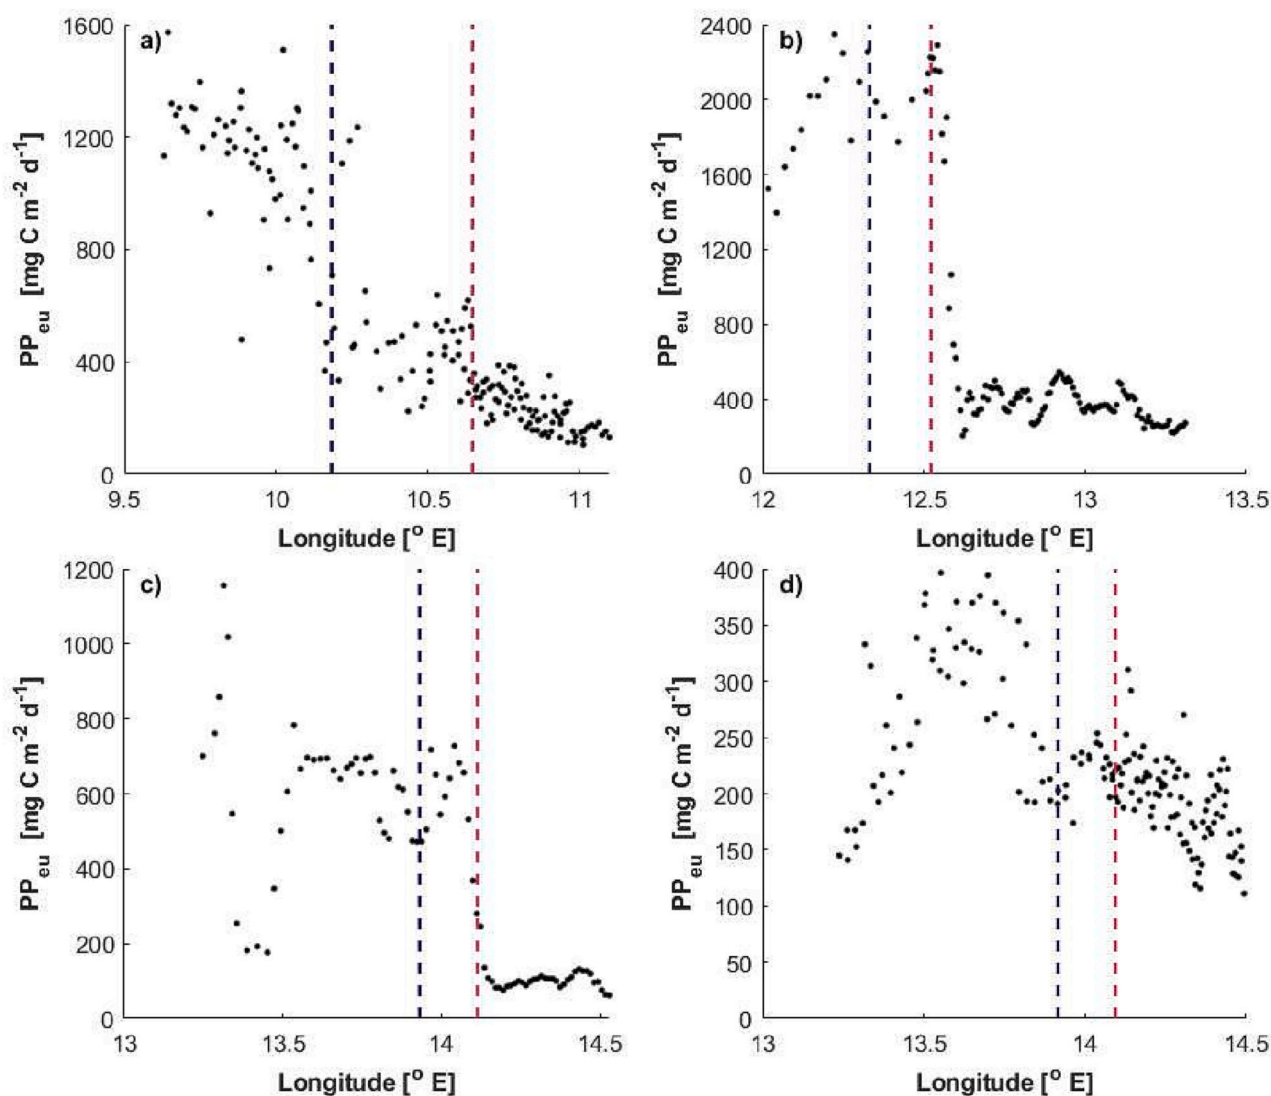 a)
1600
1200
800
400
0
PPeu [mg C m-2 d-1]
9.5 10 10.5 11
Longitude [o E]
b)
2400
2000
1600
1200
800
400
0
PPeu [mg C m-2 d-1]
12 12.5 13 13.5
Longitude [o E]
c)
1200
1000
800
600
400
200
0
PPeu [mg C m-2 d-1]
13 13.5 14 14.5
Longitude [o E]
d)
400
350
300
250
200
150
100
50
0
PPeu [mg C m-2 d-1]
13 13.5 14 14.5
Longitude [o E]